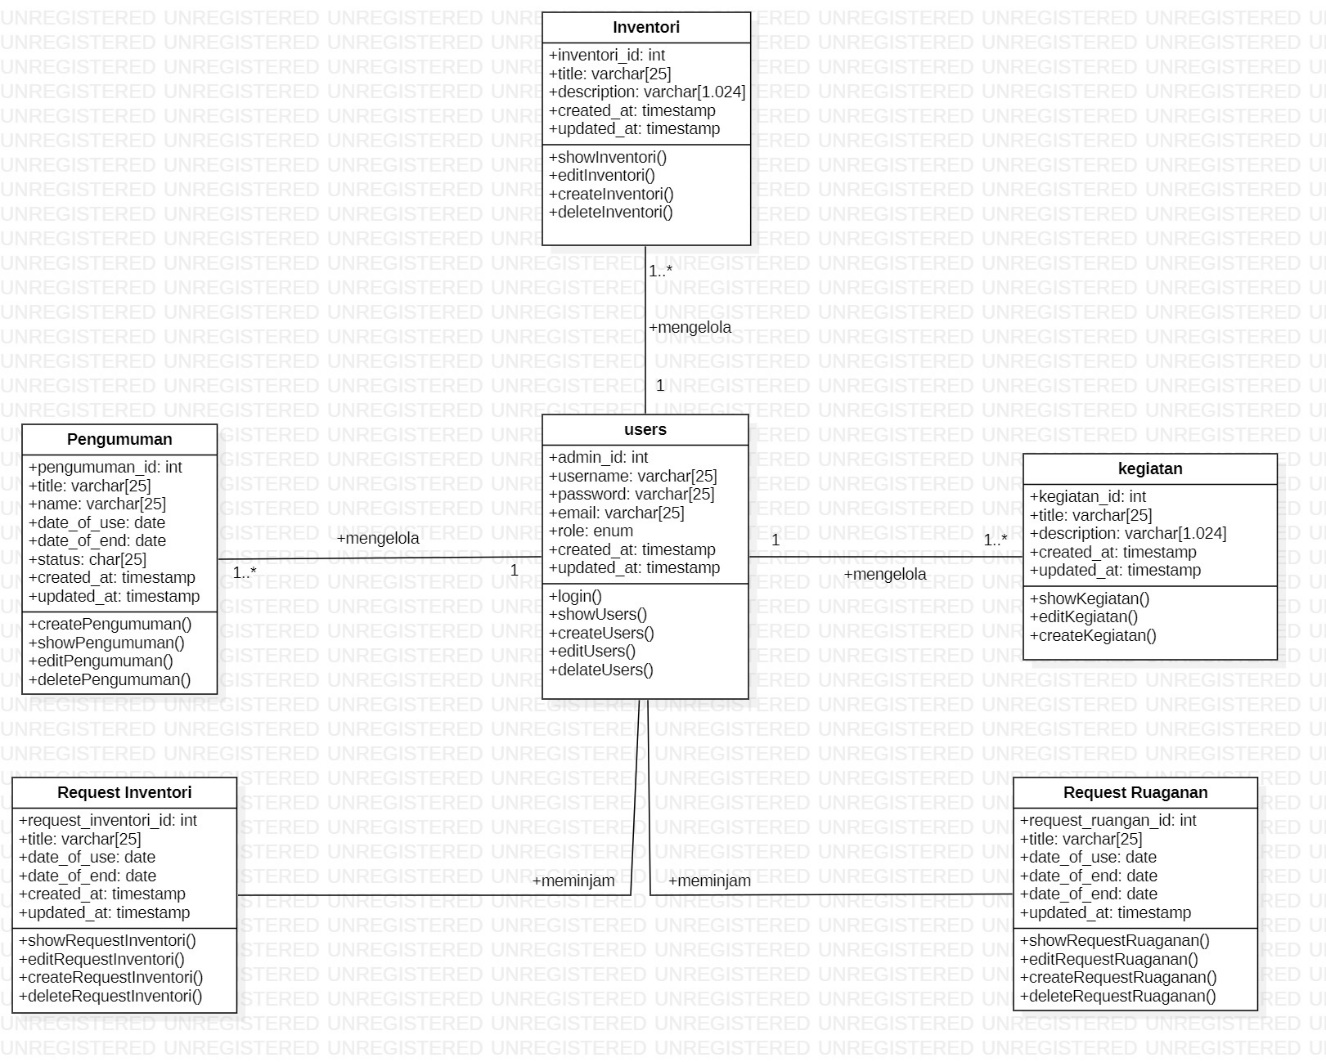 Inventori
+inventori_id: int
+title: varchar[25]
+description: varchar[1.024]
+created_at: timestamp
+updated_at: timestamp
+showInventori()
+editInventori()
+createInventori()
+deleteInventori()
1..*
+mengelola
1
Pengumuman
+pengumuman_id: int
+title: varchar[25]
+name: varchar[25]
+date_of_use: date
+date_of_end: date
+status: char[25]
+created_at: timestamp
+updated_at: timestamp
+createPengumuman()
+showPengumuman()
+editPengumuman()
+deletePengumuman()
+mengelola
1..*
1
users
+admin_id: int
+username: varchar[25]
+password: varchar[25]
+email: varchar[25]
+role: enum
+created_at: timestamp
+updated_at: timestamp
+login()
+showUsers()
+createUsers()
+editUsers()
+delateUsers()
1
1..*
+mengelola
kegiatan
+kegiatan_id: int
+title: varchar[25]
+description: varchar[1.024]
+created_at: timestamp
+updated_at: timestamp
+showKegiatan()
+editKegiatan()
+createKegiatan()
Request Inventori
+request_inventori_id: int
+title: varchar[25]
+date_of_use: date
+date_of_end: date
+created_at: timestamp
+updated_at: timestamp
+showRequestInventori()
+editRequestInventori()
+createRequestInventori()
+deleteRequestInventori()
+meminjam
+meminjam
Request Ruaganan
+request_ruangan_id: int
+title: varchar[25]
+date_of_use: date
+date_of_end: date
+date_of_end: date
+updated_at: timestamp
+showRequestRuaganan()
+editRequestRuaganan()
+createRequestRuaganan()
+deleteRequestRuaganan()
UNREGISTERED